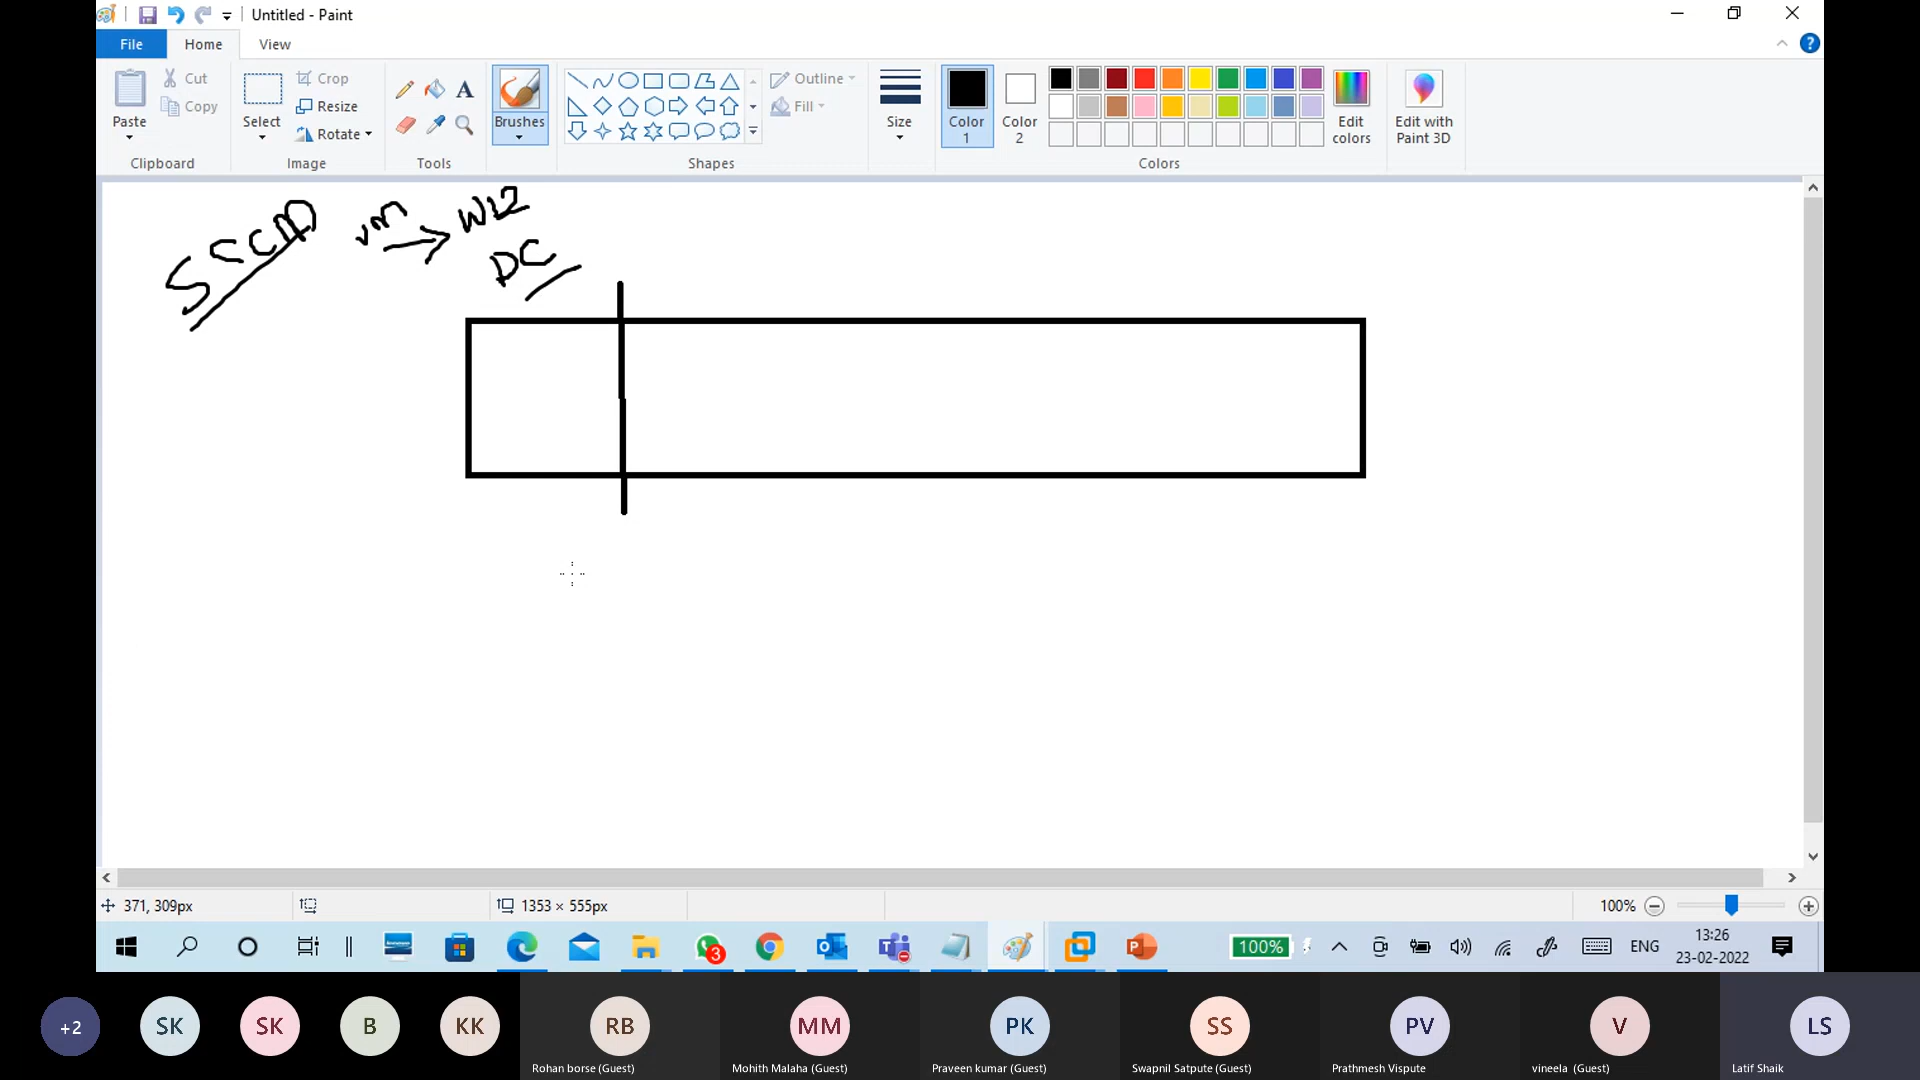 Untitled - Paint
File Home View
Paste
Cut
Copy
Clipboard
Select
Crop
Resize
Rotate
Image
Tools
Brushes
Shapes
Outline
Fill
Size
Color 1
Color 2
Colors
Edit colors
Edit with Paint 3D
SCCM
VM
W12
DC
371, 309px
1353 × 555px
100%
3
100%
ENG
13:26
23-02-2022
+2
SK
SK
B
KK
RB
MM
PK
SS
PV
V
LS
Rohan borse (Guest)
Mohith Malaha (Guest)
Praveen kumar (Guest)
Swapnil Satpute (Guest)
Prathmesh Vispute
vineela (Guest)
Latif Shaik